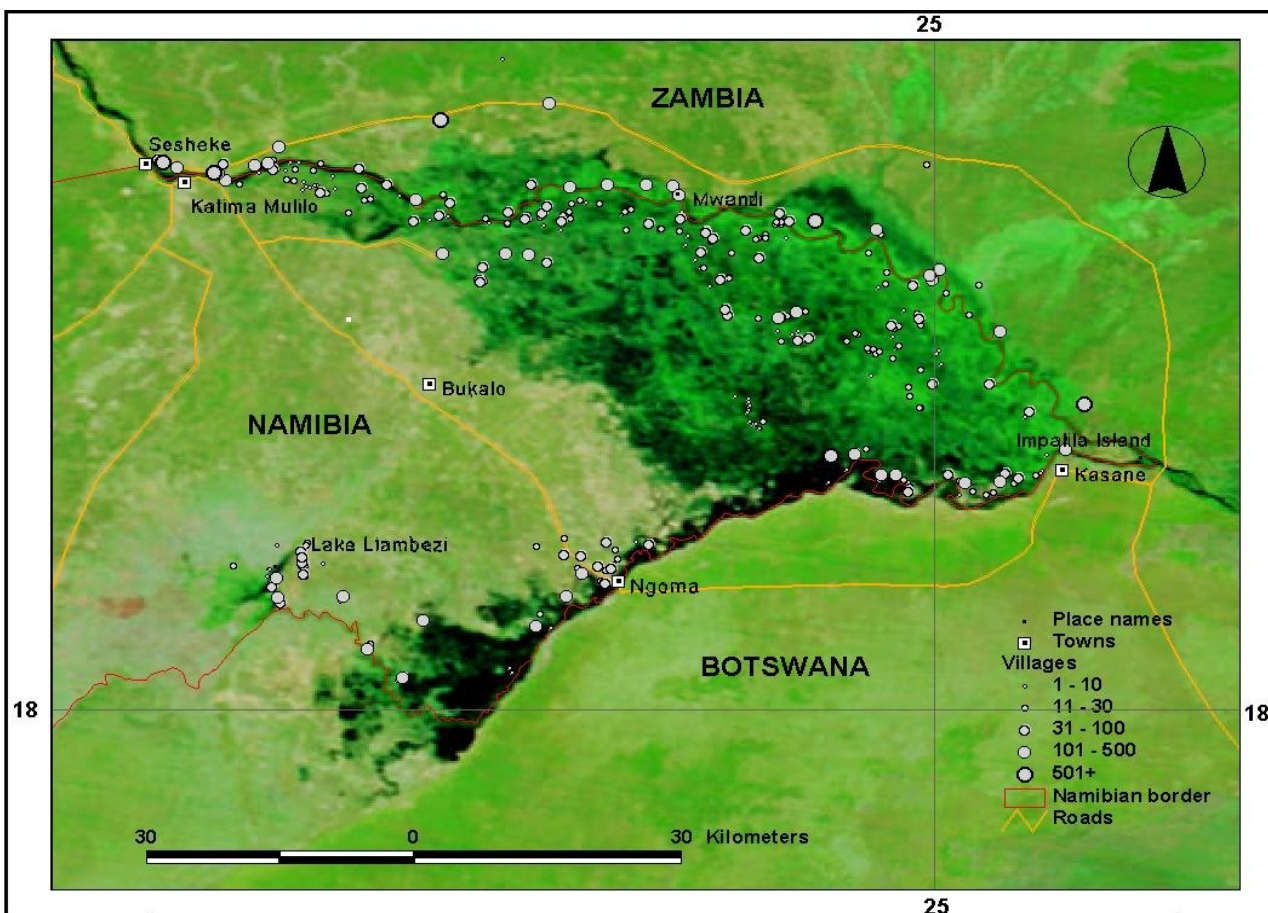 25
ZAMBIA
Sesheke
Katima Mulilo
Mwandi
Bukalo
NAMIBIA
Impalila Island
Kasane
Lake Liambezi
Ngoma
Place names
Towns
BOTSWANA
Villages
1 - 10
11 - 30
18
18
31 - 100
101 - 500
501+
Namibian border
Roads
30 0 30 Kilometers
25